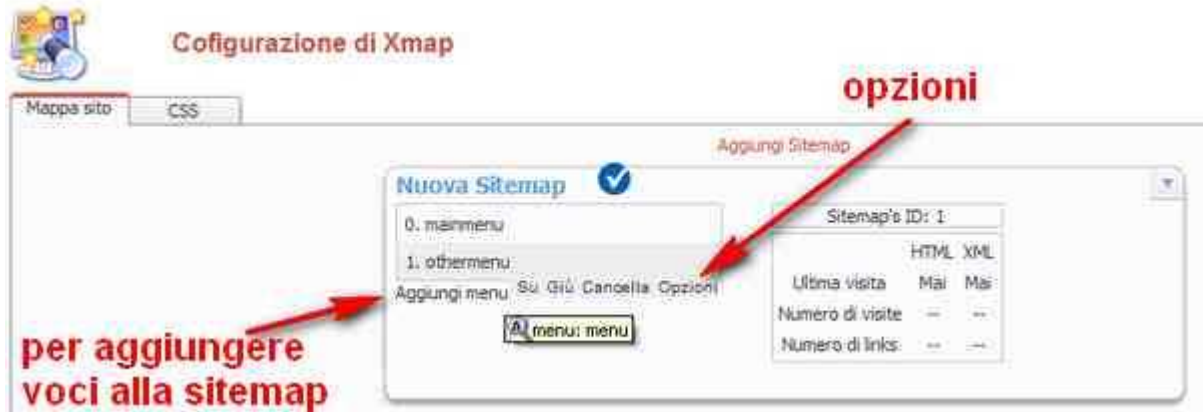 Cofigurazione di Xmap
opzioni
Mappa sito
CSS
Aggiungi Sitemap
Nuova Sitemap
Sitemap's ID: 1
0. mainmenu
HTML XML
1. othermenu
Ultima visita Mai Mai
Aggiungi menu Su Giù Cancella Opzioni
Numero di visite -- --
menu: menu
Numero di links -- --
per aggiungere
voci alla sitemap